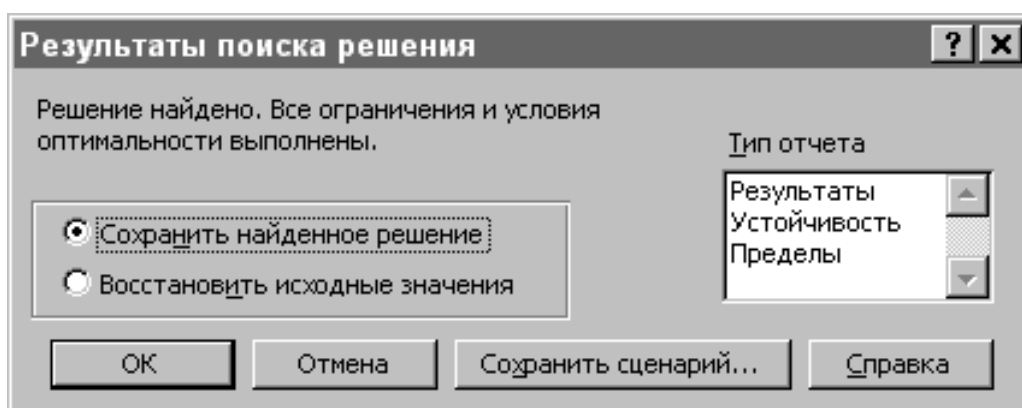 Результаты поиска решения
Решение найдено. Все ограничения и условия
оптимальности выполнены.
Тип отчета
Результаты
Устойчивость
Пределы
Сохранить найденное решение
Восстановить исходные значения
ОК
Отмена
Сохранить сценарий...
Справка